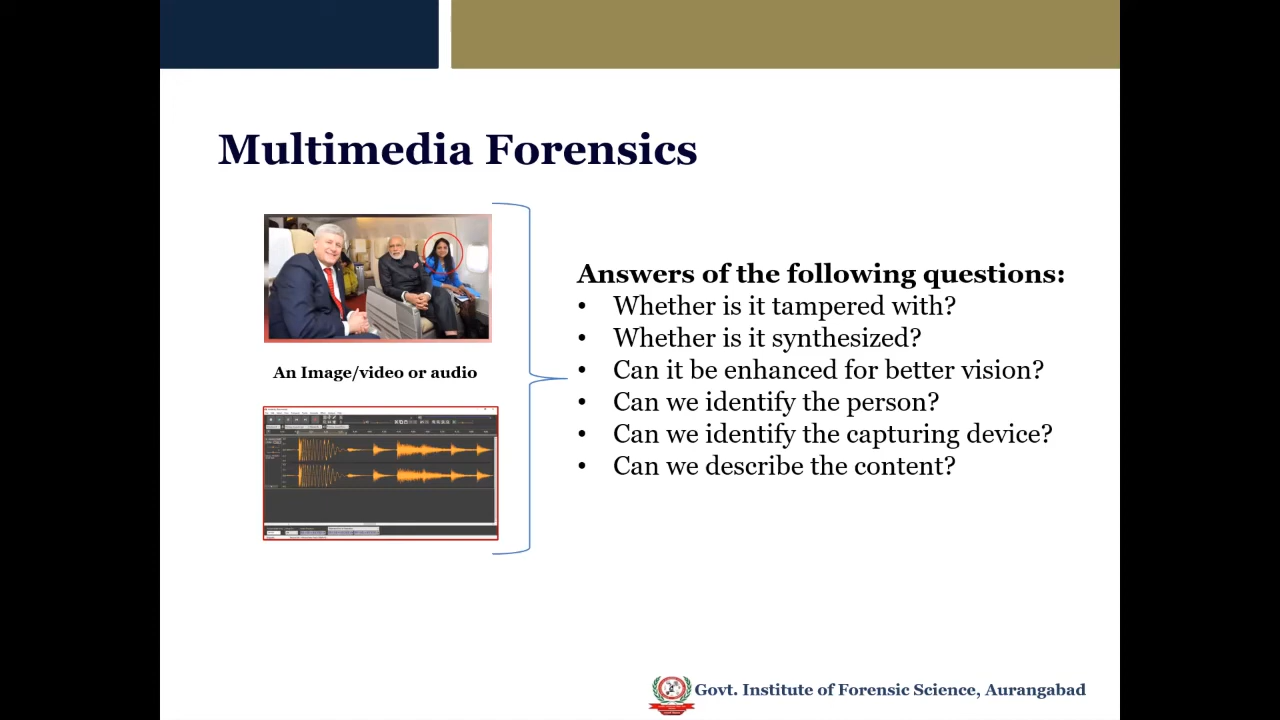 Multimedia Forensics
An Image/video or audio
Answers of the following questions:
• Whether is it tampered with?
• Whether is it synthesized?
• Can it be enhanced for better vision?
• Can we identify the person?
• Can we identify the capturing device?
• Can we describe the content?
Govt. Institute of Forensic Science, Aurangabad